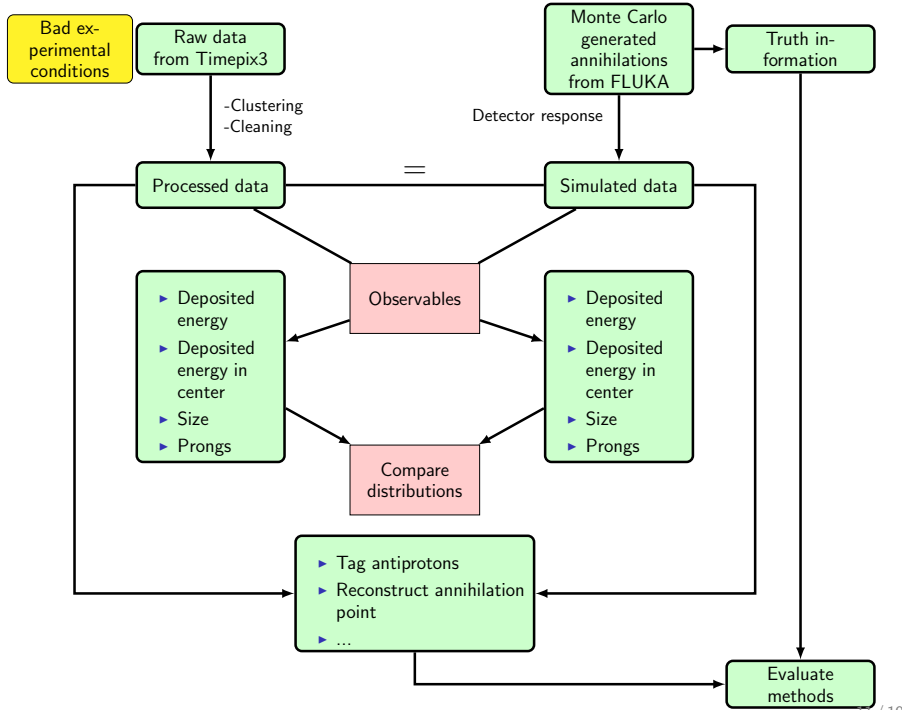 Bad ex-
perimental
conditions
Raw data
from Timepix3
Monte Carlo
generated
annihilations
from FLUKA
Truth in-
formation
-Clustering
-Cleaning
Detector response
Processed data
=
Simulated data
Observables
► Deposited
energy
► Deposited
energy in
center
► Size
► Prongs
► Deposited
energy
► Deposited
energy in
center
► Size
► Prongs
Compare
distributions
► Tag antiprotons
► Reconstruct annihilation
point
► ...
Evaluate
methods